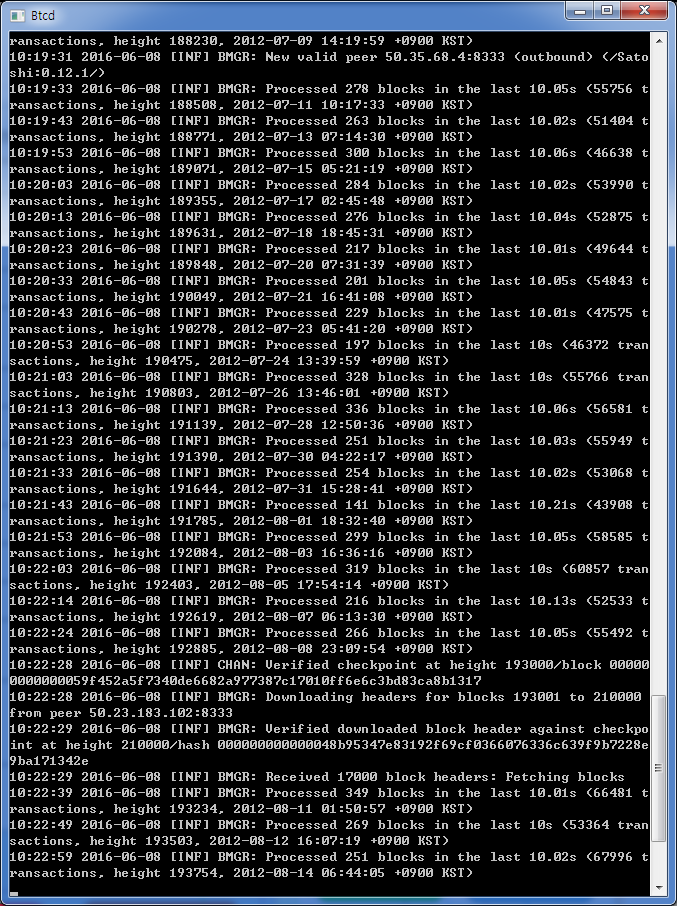 Btcd
ransactions, height 188230, 2012-07-09 14:19:59 +0900 KST)
10:19:31 2016-06-08 [INF] BMGR: New valid peer 50.35.68.4:8333 (outbound) (/Sato
shi:0.12.1/)
10:19:33 2016-06-08 [INF] BMGR: Processed 278 blocks in the last 10.05s (55756 t
ransactions, height 188508, 2012-07-11 10:17:33 +0900 KST)
10:19:43 2016-06-08 [INF] BMGR: Processed 263 blocks in the last 10.02s (51404 t
ransactions, height 188771, 2012-07-13 07:14:30 +0900 KST)
10:19:53 2016-06-08 [INF] BMGR: Processed 300 blocks in the last 10.06s (46638 t
ransactions, height 189071, 2012-07-15 05:21:19 +0900 KST)
10:20:03 2016-06-08 [INF] BMGR: Processed 284 blocks in the last 10.02s (53990 t
ransactions, height 189355, 2012-07-17 02:45:48 +0900 KST)
10:20:13 2016-06-08 [INF] BMGR: Processed 276 blocks in the last 10.04s (52875 t
ransactions, height 189631, 2012-07-18 18:45:31 +0900 KST)
10:20:23 2016-06-08 [INF] BMGR: Processed 217 blocks in the last 10.01s (49644 t
ransactions, height 189848, 2012-07-20 07:31:39 +0900 KST)
10:20:33 2016-06-08 [INF] BMGR: Processed 201 blocks in the last 10.05s (54843 t
ransactions, height 190049, 2012-07-21 16:41:08 +0900 KST)
10:20:43 2016-06-08 [INF] BMGR: Processed 229 blocks in the last 10.01s (47575 t
ransactions, height 190278, 2012-07-23 05:41:20 +0900 KST)
10:20:53 2016-06-08 [INF] BMGR: Processed 197 blocks in the last 10s (46372 tran
sactions, height 190475, 2012-07-24 13:39:59 +0900 KST)
10:21:03 2016-06-08 [INF] BMGR: Processed 328 blocks in the last 10s (55766 tran
sactions, height 190803, 2012-07-26 13:46:01 +0900 KST)
10:21:13 2016-06-08 [INF] BMGR: Processed 336 blocks in the last 10.06s (56581 t
ransactions, height 191139, 2012-07-28 12:50:36 +0900 KST)
10:21:23 2016-06-08 [INF] BMGR: Processed 251 blocks in the last 10.03s (55949 t
ransactions, height 191390, 2012-07-30 04:22:17 +0900 KST)
10:21:33 2016-06-08 [INF] BMGR: Processed 254 blocks in the last 10.02s (53068 t
ransactions, height 191644, 2012-07-31 15:28:41 +0900 KST)
10:21:43 2016-06-08 [INF] BMGR: Processed 141 blocks in the last 10.21s (43908 t
ransactions, height 191785, 2012-08-01 18:32:40 +0900 KST)
10:21:53 2016-06-08 [INF] BMGR: Processed 299 blocks in the last 10.05s (58585 t
ransactions, height 192084, 2012-08-03 16:36:16 +0900 KST)
10:22:03 2016-06-08 [INF] BMGR: Processed 319 blocks in the last 10s (60857 tran
sactions, height 192403, 2012-08-05 17:54:14 +0900 KST)
10:22:14 2016-06-08 [INF] BMGR: Processed 216 blocks in the last 10.13s (52533 t
ransactions, height 192619, 2012-08-07 06:13:30 +0900 KST)
10:22:24 2016-06-08 [INF] BMGR: Processed 266 blocks in the last 10.05s (55492 t
ransactions, height 192885, 2012-08-08 23:09:54 +0900 KST)
10:22:28 2016-06-08 [INF] CHAN: Verified checkpoint at height 193000/block 00000
0000000059f452a5f7340de6682a977387c17010ff6e6c3bd83ca8b1317
10:22:28 2016-06-08 [INF] BMGR: Downloading headers for blocks 193001 to 210000
from peer 50.23.183.102:8333
10:22:29 2016-06-08 [INF] BMGR: Verified downloaded block header against checkpo
int at height 210000/hash 000000000000048b95347e83192f69cf0366076336c639f9b7228e
9ba171342e
10:22:29 2016-06-08 [INF] BMGR: Received 17000 block headers: Fetching blocks
10:22:39 2016-06-08 [INF] BMGR: Processed 349 blocks in the last 10.01s (66481 t
ransactions, height 193234, 2012-08-11 01:50:57 +0900 KST)
10:22:49 2016-06-08 [INF] BMGR: Processed 269 blocks in the last 10s (53364 tran
sactions, height 193503, 2012-08-12 16:07:19 +0900 KST)
10:22:59 2016-06-08 [INF] BMGR: Processed 251 blocks in the last 10.02s (67996 t
ransactions, height 193754, 2012-08-14 06:44:05 +0900 KST)